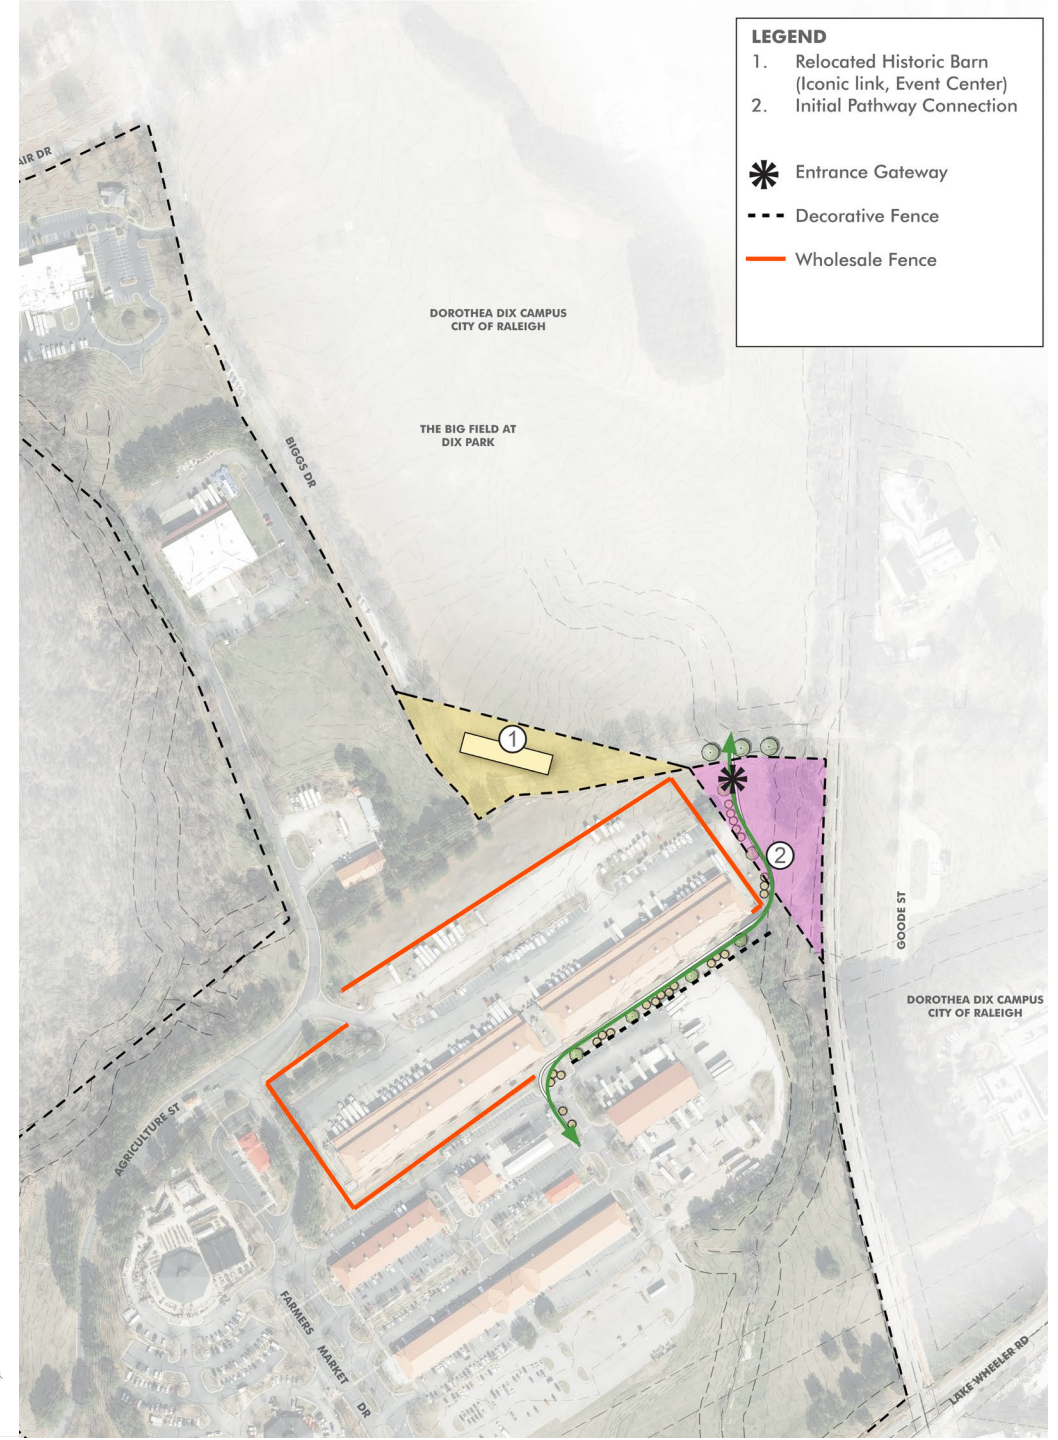 LEGEND
1. Relocated Historic Barn
(Iconic link, Event Center)
2. Initial Pathway Connection
Entrance Gateway
Decorative Fence
Wholesale Fence
AIR DR
DOROTHEA DIX CAMPUS
CITY OF RALEIGH
THE BIG FIELD AT
DIX PARK
BIGGS DR
1
2
GOODE ST
DOROTHEA DIX CAMPUS
CITY OF RALEIGH
AGRICULTURE ST
FARMERS MARKET DR
LAKE WHEELER RD